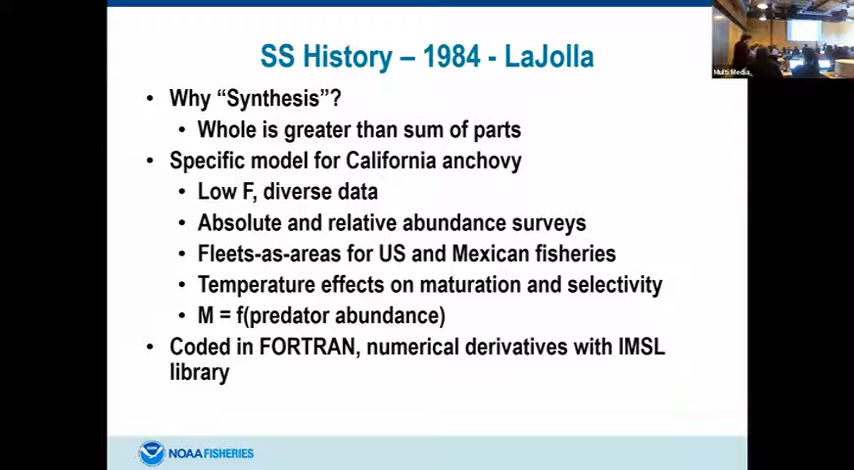 SS History – 1984 - LaJolla
• Why “Synthesis”?
• Whole is greater than sum of parts
• Specific model for California anchovy
• Low F, diverse data
• Absolute and relative abundance surveys
• Fleets-as-areas for US and Mexican fisheries
• Temperature effects on maturation and selectivity
• M = f(predator abundance)
• Coded in FORTRAN, numerical derivatives with IMSL
library
NOAA FISHERIES
Multi Media